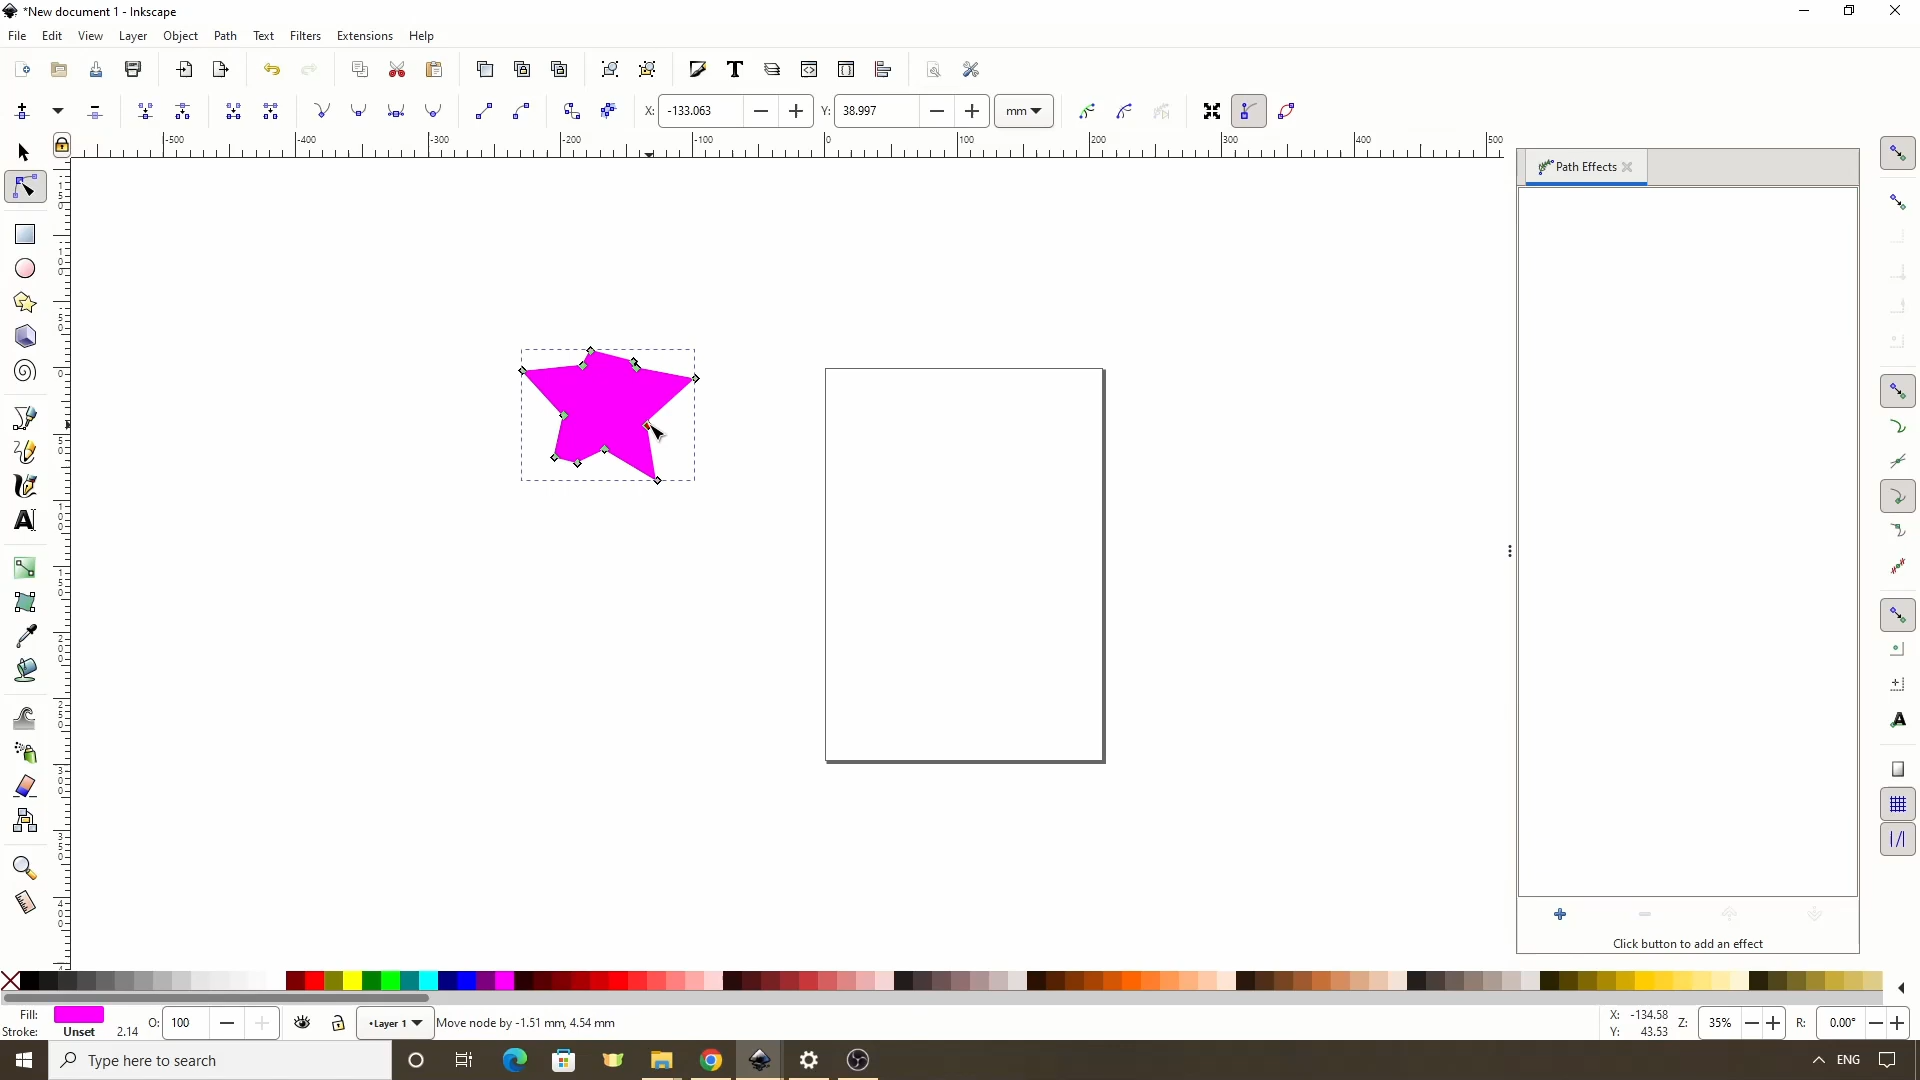 *New document 1 - Inkscape
File Edit View Layer Object Path Text Filters Extensions Help
X: -133.063 Y: 38.997 mm
-500 -400 -300 -200 -100 0 100 200 300 400 500
Path Effects
Click button to add an effect
Fill:
Stroke: Unset 2.14 O: 100 •Layer 1 Move node by -1.51 mm, 4.54 mm
X: -134.58
Y: 43.53
Z: 35% R: 0.00°
Type here to search
ENG